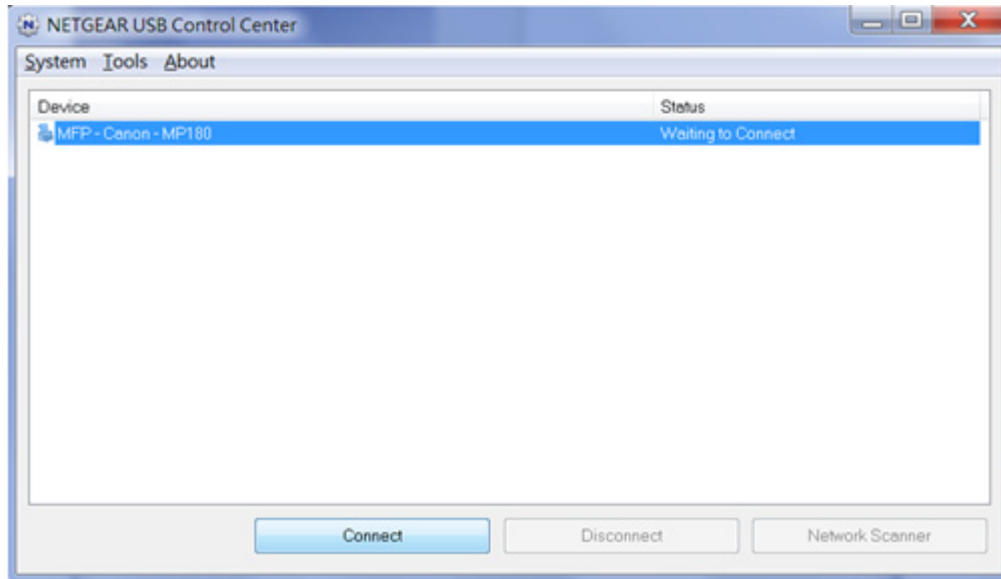 NETGEAR USB Control Center
System Tools About
Device Status
MFP - Canon - MP180 Waiting to Connect
Connect Disconnect Network Scanner